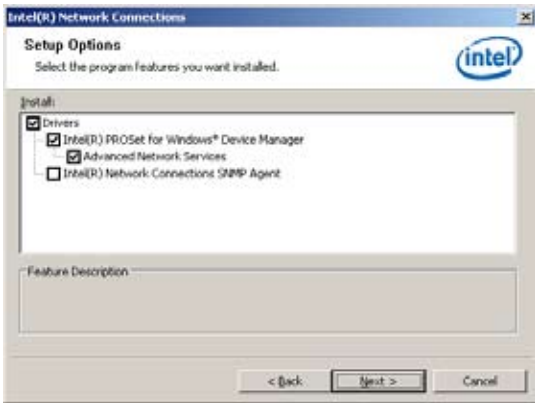 Intel(R) Network Connections
Setup Options
Select the program features you want installed.
intel
Install:
Drivers
Intel(R) PROSet for Windows* Device Manager
Advanced Network Services
Intel(R) Network Connections SNMP Agent
Feature Description
< Back
Next >
Cancel